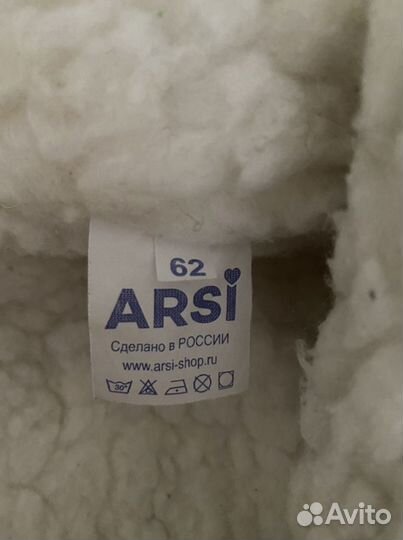 62
ARSi
Сделано в РОССИИ
www.arsi-shop.ru
30°
Avito